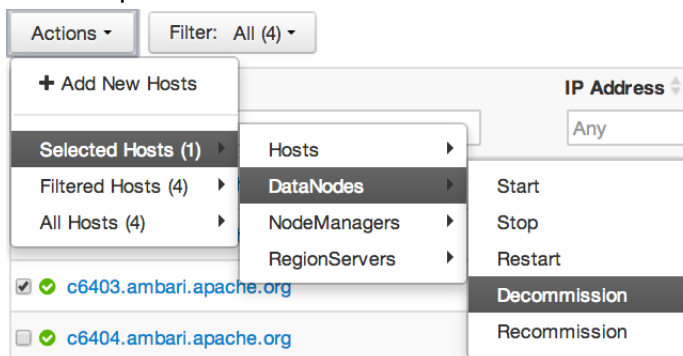 Actions
Filter: All (4)
+ Add New Hosts
IP Address
Any
Selected Hosts (1)
Hosts
Filtered Hosts (4)
DataNodes
Start
All Hosts (4)
NodeManagers
Stop
RegionServers
Restart
c6403.ambari.apache.org
Decommission
c6404.ambari.apache.org
Recommission